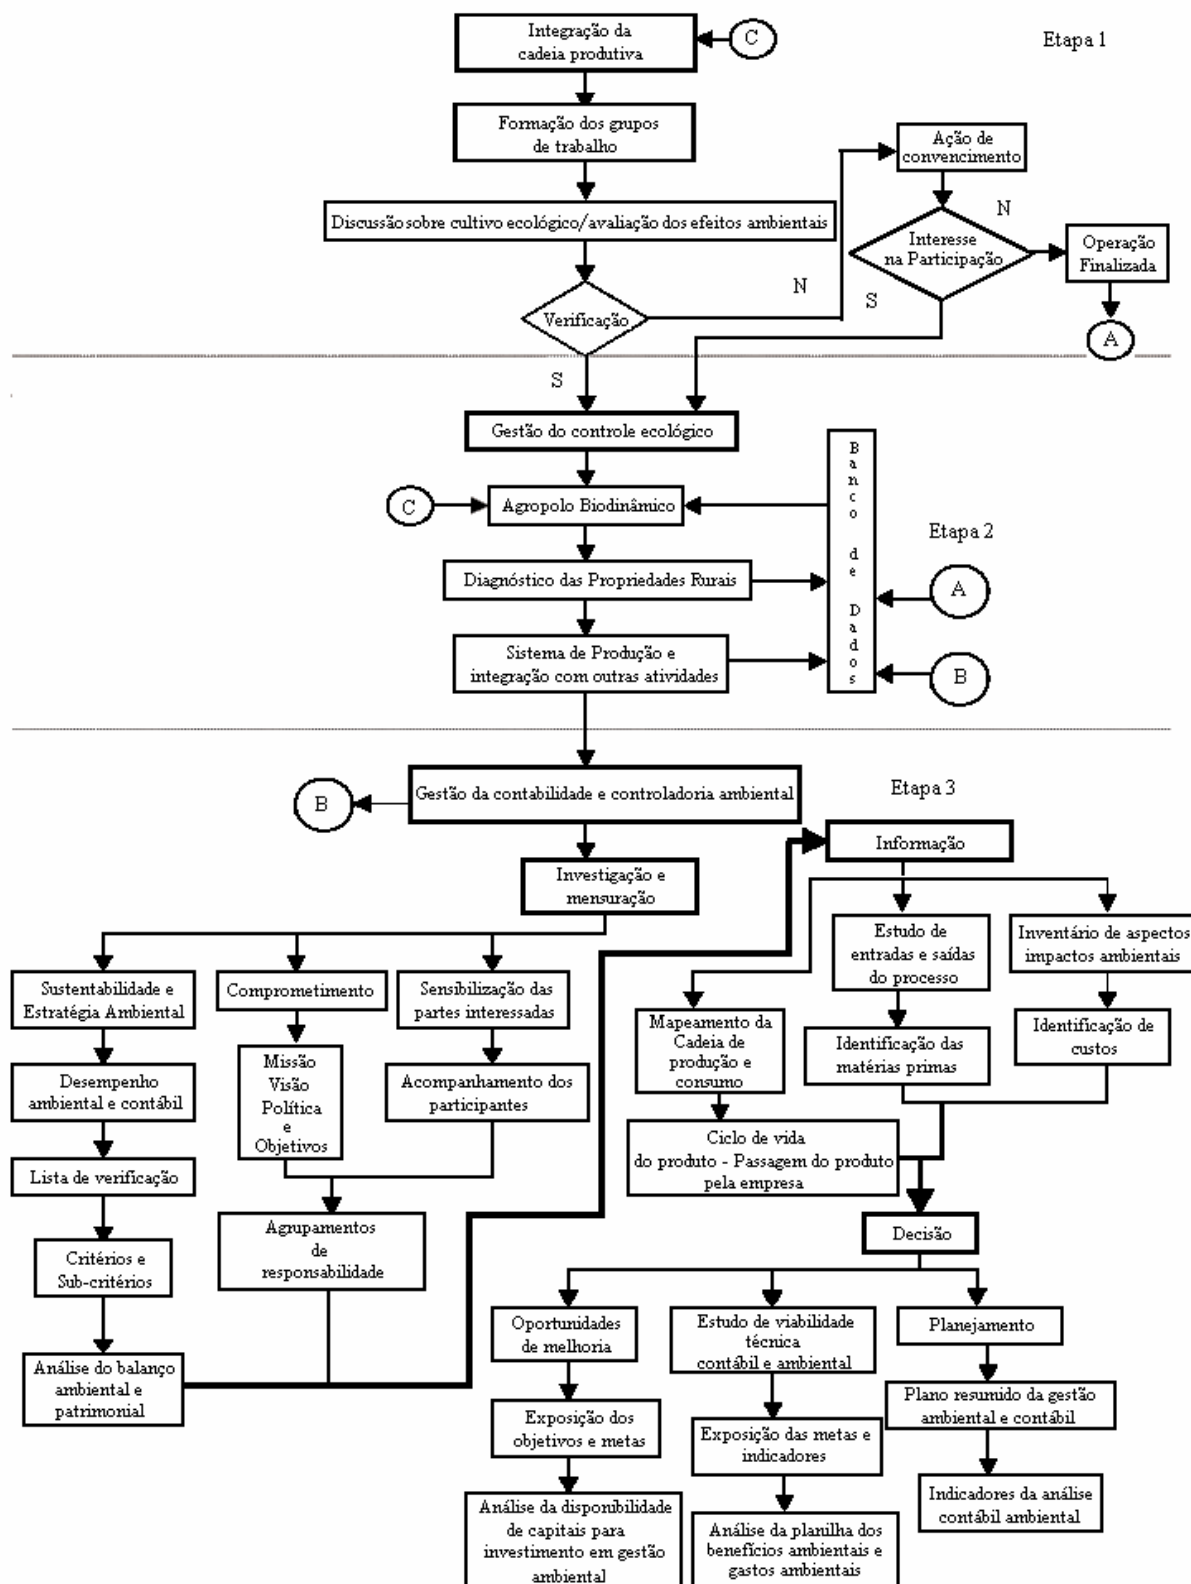 Integração da
cadeia produtiva
C
Etapa 1
Formação dos grupos
de trabalho
Ação de
convencimento
Discussão sobre cultivo ecológico/avaliação dos efeitos ambientais
N
Interesse
na Participação
Operação
Finalizada
N
S
Verificação
A
S
Gestão do controle ecológico
Banco de Dados
C
Agropolo Biodinâmico
Etapa 2
Diagnóstico das Propriedades Rurais
A
Sistema de Produção e
integração com outras atividades
B
Gestão da contabilidade e controladoria ambiental
B
Etapa 3
Informação
Investigação e
mensuração
Estudo de
entradas e saídas
do processo
Inventário de aspectos
impactos ambientais
Sustentabilidade e
Estratégia Ambiental
Comprometimento
Sensibilização das
partes interessadas
Mapeamento da
Cadeia de
produção e
consumo
Identificação das
matérias primas
Identificação de
custos
Missão
Visão
Política
e
Objetivos
Desempenho
ambiental e contábil
Acompanhamento dos
participantes
Ciclo de vida
do produto - Passagem do produto
pela empresa
Lista de verificação
Agrupamentos
de
responsabilidade
Decisão
Critérios e
Sub-critérios
Oportunidades
de melhoria
Estudo de viabilidade
técnica
contábil e ambiental
Planejamento
Análise do balanço
ambiental e
patrimonial
Exposição dos
objetivos e metas
Exposição das metas e
indicadores
Plano resumido da gestão
ambiental e contábil
Análise da disponibilidade
de capitais para
investimento em gestão
ambiental
Análise da planilha dos
benefícios ambientais e
gastos ambientais
Indicadores da análise
contábil ambiental